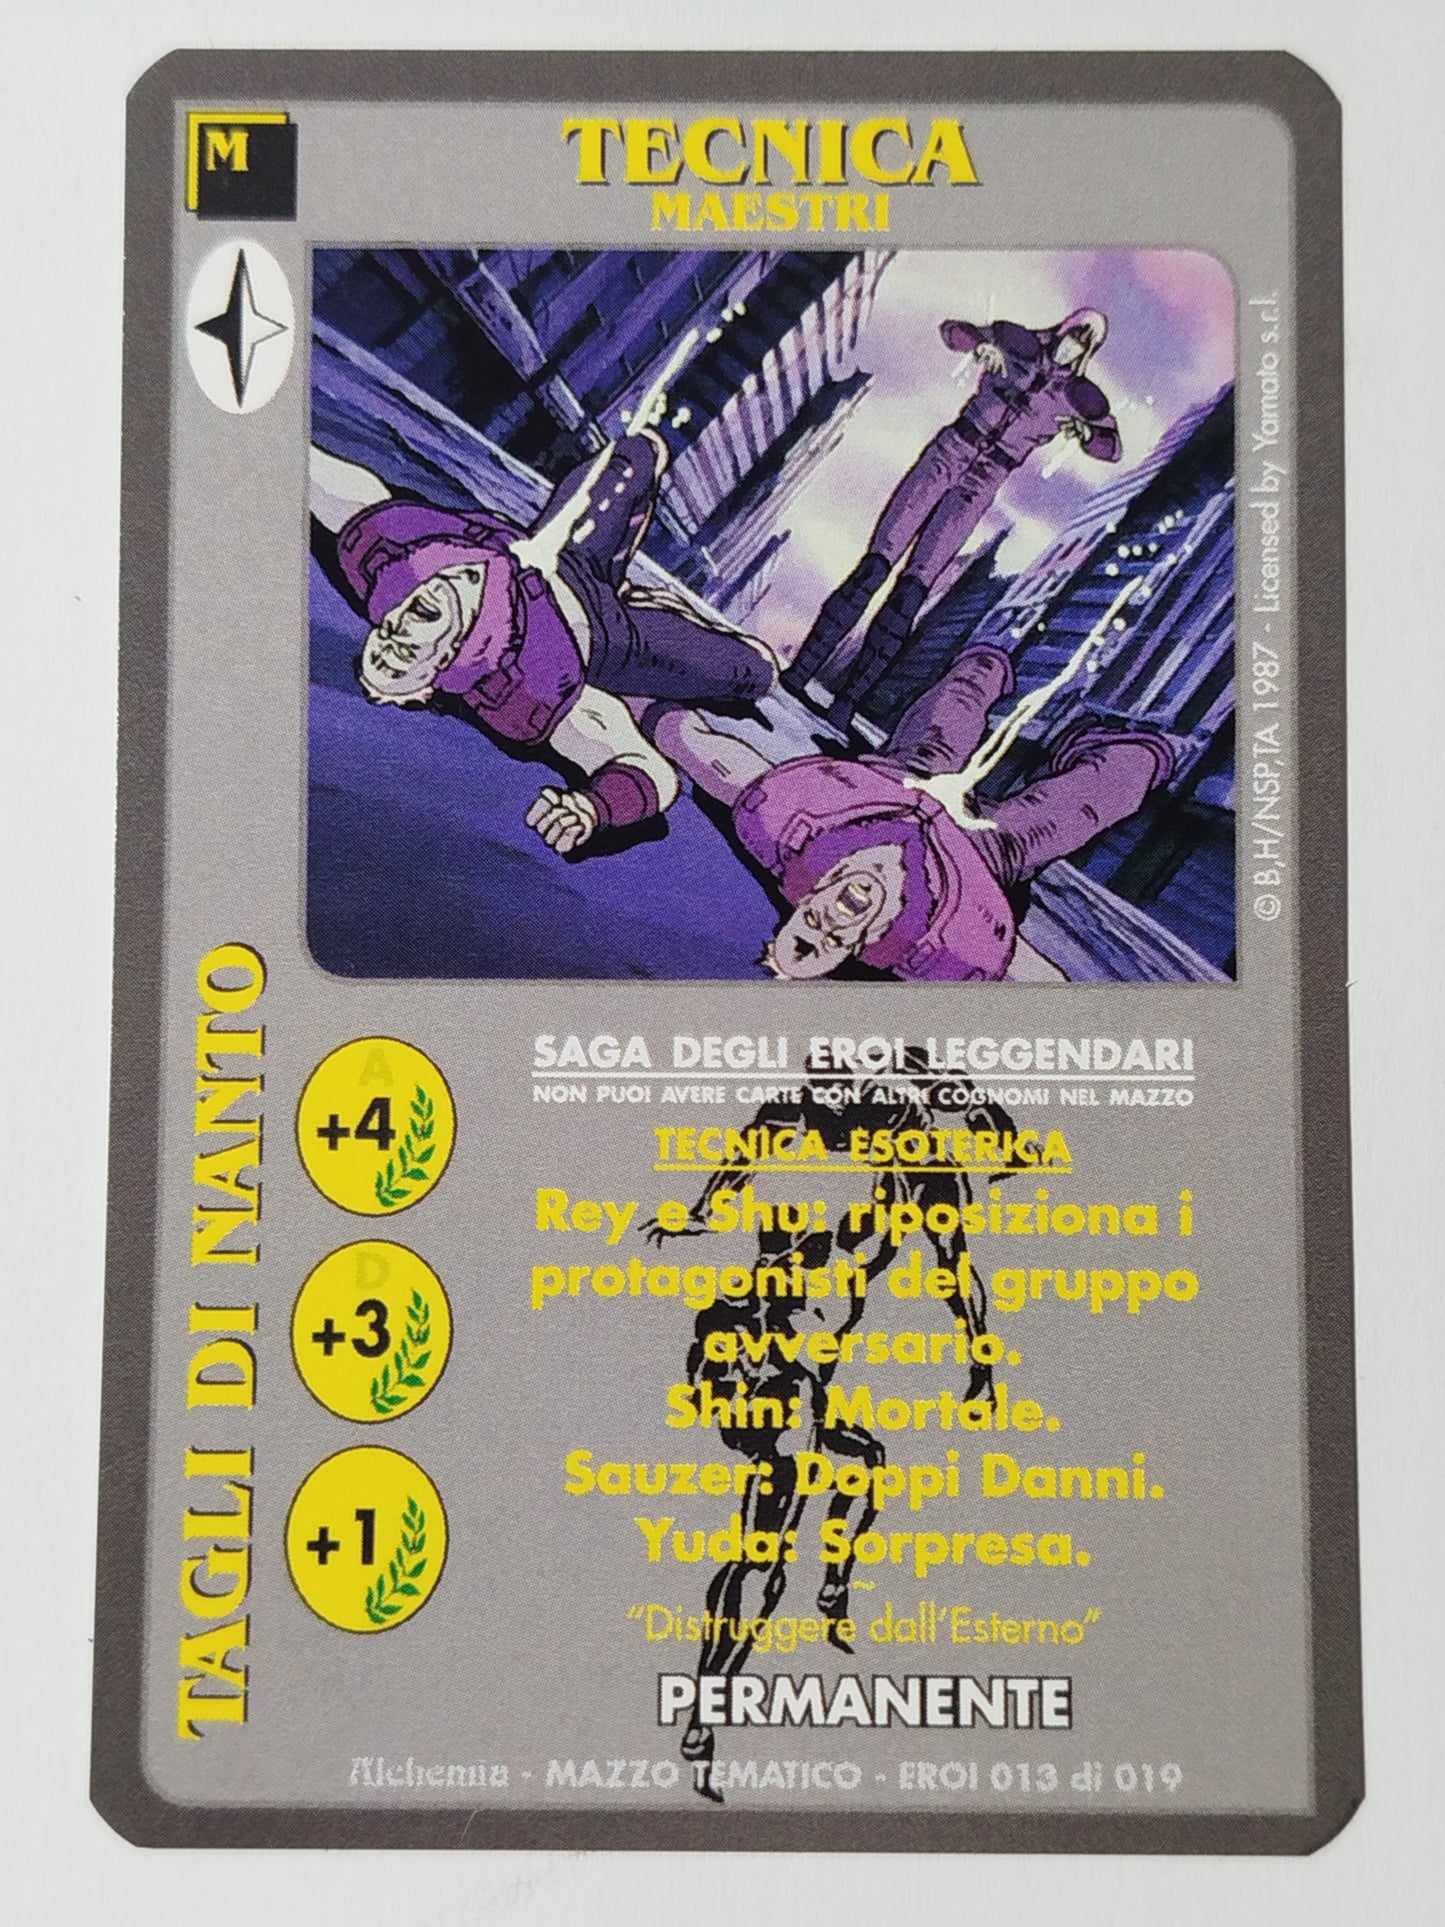 M
TECNICA
MAESTRI
© B,H/NSP,TA 1987 - Licensed by Yamato s.r.l.
TAGLI DI NANTO
A
+4
D
+3
+1
SAGA DEGLI EROI LEGGENDARI
NON PUOI AVERE CARTE CON ALTRI COGNOMI NEL MAZZO
TECNICA ESOTERICA
Rey e Shu: riposiziona i
protagonisti del gruppo
avversario.
Shin: Mortale.
Sauzer: Doppi Danni.
Yuda: Sorpresa.
~
"Distruggere dall'Esterno"
PERMANENTE
Alchemia - MAZZO TEMATICO - EROI 013 di 019